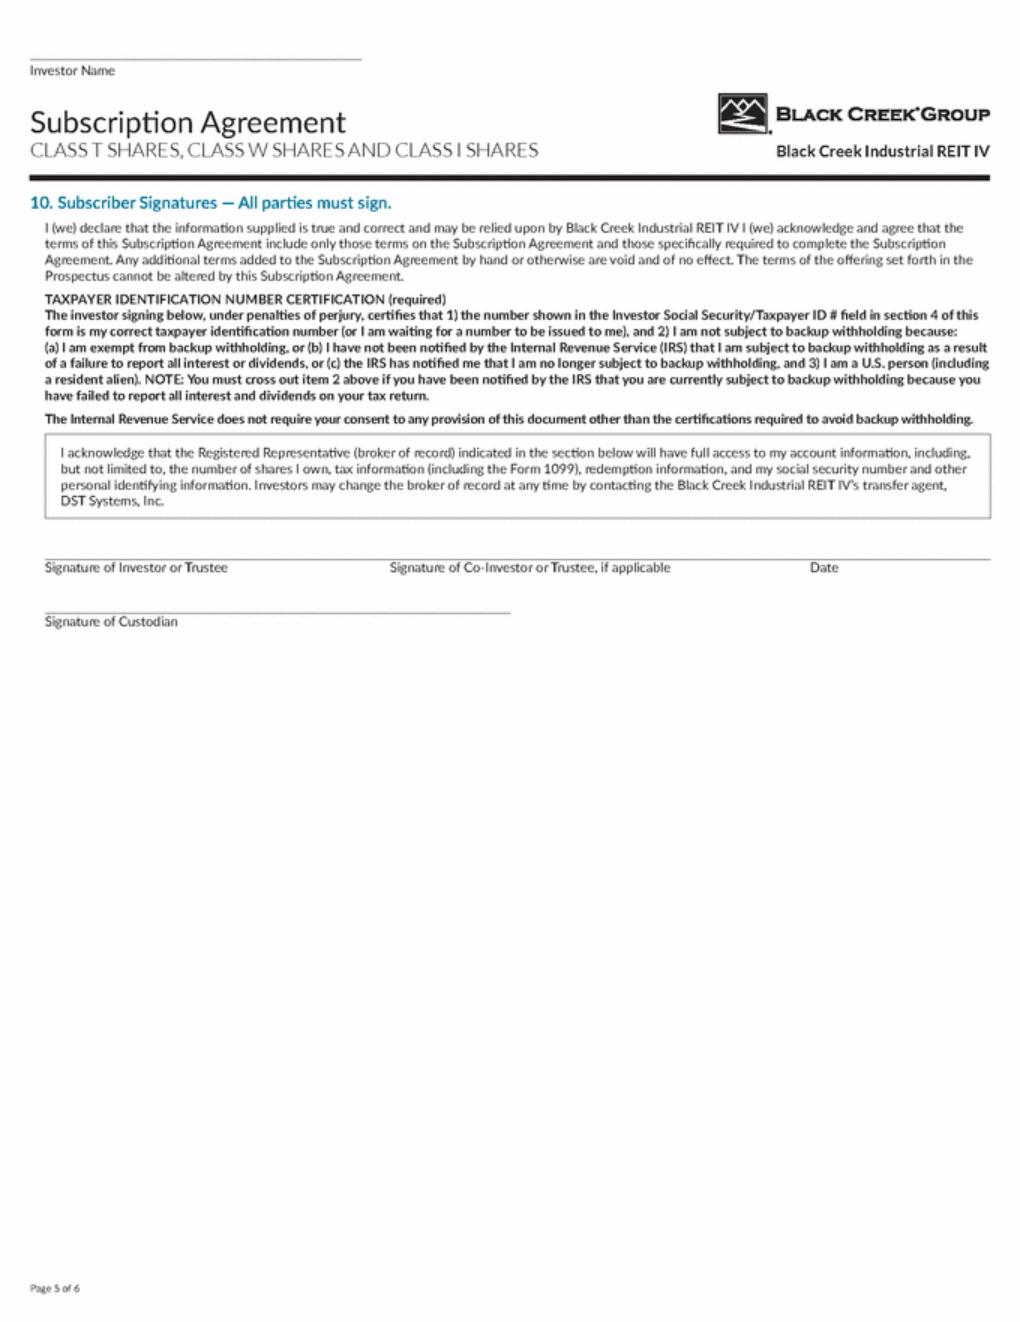 Investor Name
Subscription Agreement
CLASS T SHARES, CLASS W SHARES AND CLASS I SHARES
BLACK CREEK GROUP
Black Creek Industrial REIT IV
10. Subscriber Signatures — All parties must sign.
I (we) declare that the information supplied is true and correct and may be relied upon by Black Creek Industrial REIT IV I (we) acknowledge and agree that the
terms of this Subscription Agreement include only those terms on the Subscription Agreement and those specifically required to complete the Subscription
Agreement. Any additional terms added to the Subscription Agreement by hand or otherwise are void and of no effect. The terms of the offering set forth in the
Prospectus cannot be altered by this Subscription Agreement.
TAXPAYER IDENTIFICATION NUMBER CERTIFICATION (required)
The investor signing below, under penalties of perjury, certifies that 1) the number shown in the Investor Social Security/Taxpayer ID # field in section 4 of this
form is my correct taxpayer identification number (or I am waiting for a number to be issued to me), and 2) I am not subject to backup withholding because:
(a) I am exempt from backup withholding, or (b) I have not been notified by the Internal Revenue Service (IRS) that I am subject to backup withholding as a result
of a failure to report all interest or dividends, or (c) the IRS has notified me that I am no longer subject to backup withholding, and 3) I am a U.S. person (including
a resident alien). NOTE: You must cross out item 2 above if you have been notified by the IRS that you are currently subject to backup withholding because you
have failed to report all interest and dividends on your tax return.
The Internal Revenue Service does not require your consent to any provision of this document other than the certifications required to avoid backup withholding.
I acknowledge that the Registered Representative (broker of record) indicated in the section below will have full access to my account information, including,
but not limited to, the number of shares I own, tax information (including the Form 1099), redemption information, and my social security number and other
personal identifying information. Investors may change the broker of record at any time by contacting the Black Creek Industrial REIT IV's transfer agent,
DST Systems, Inc.
Signature of Investor or Trustee
Signature of Co-Investor or Trustee, if applicable
Date
Signature of Custodian
Page 5 of 6